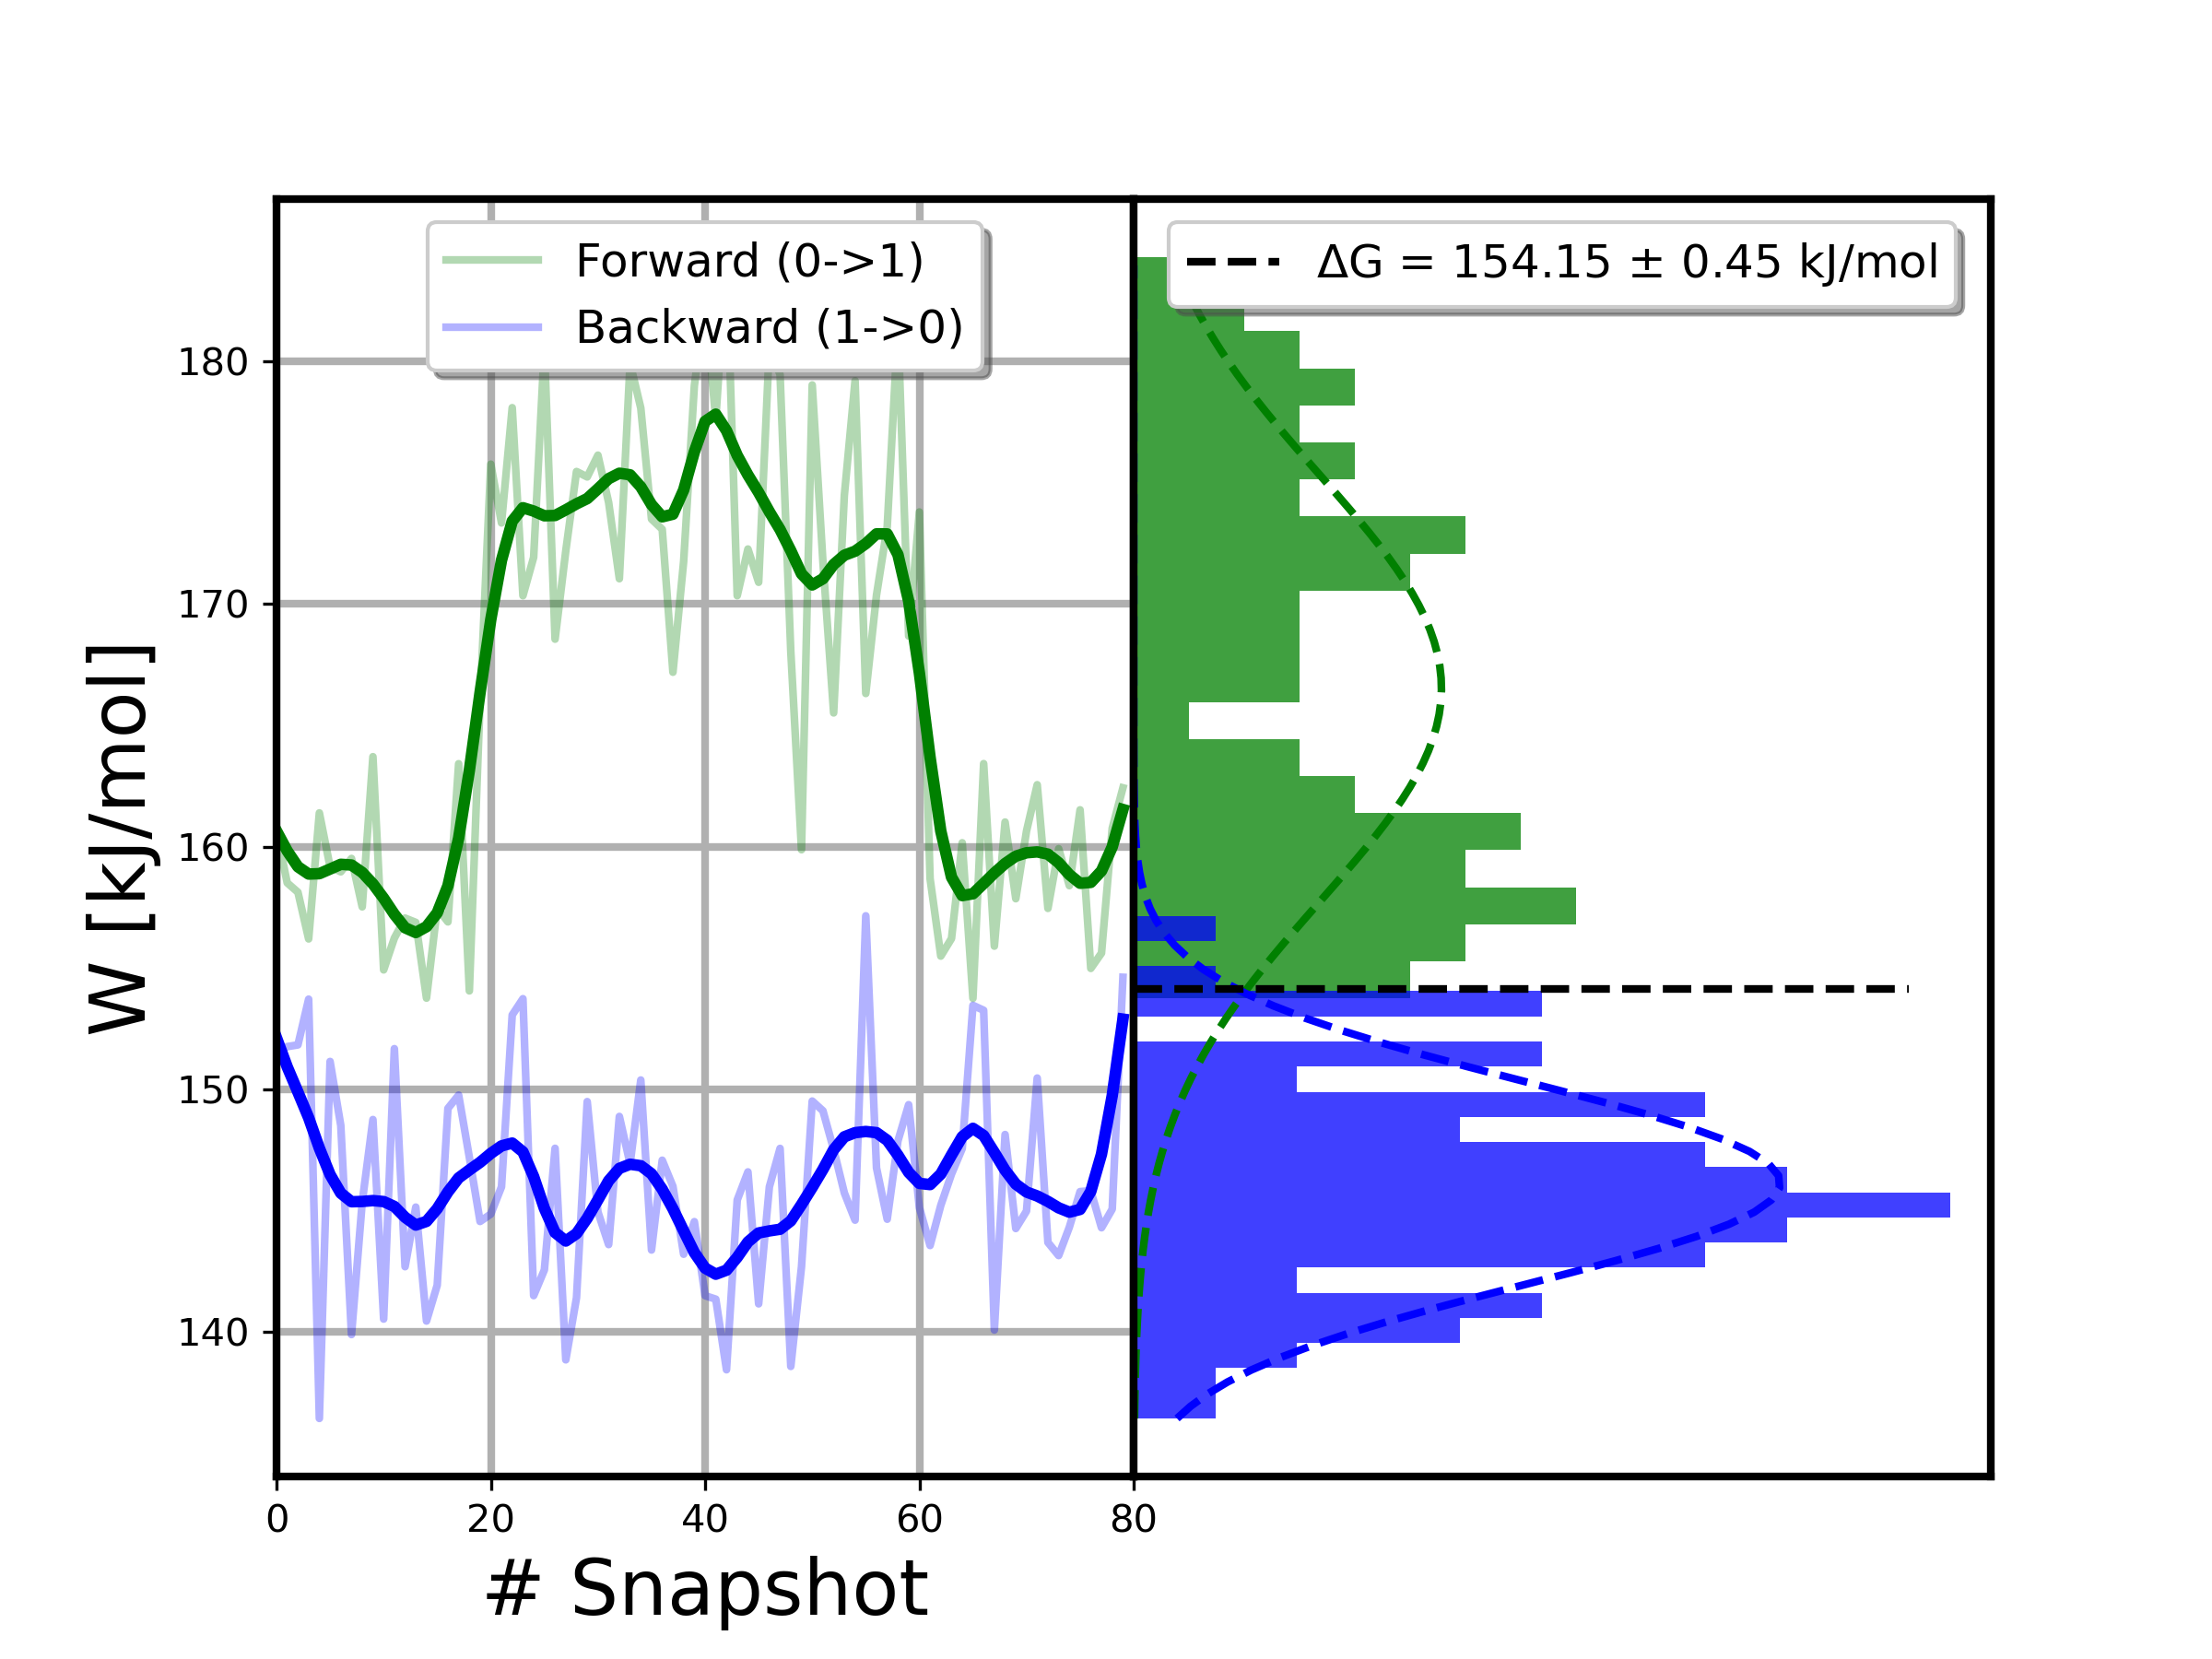 Forward (0->1)
Backward (1->0)
ΔG = 154.15 ± 0.45 kJ/mol
180
170
160
150
140
W [kJ/mol]
0
20
40
60
80
# Snapshot